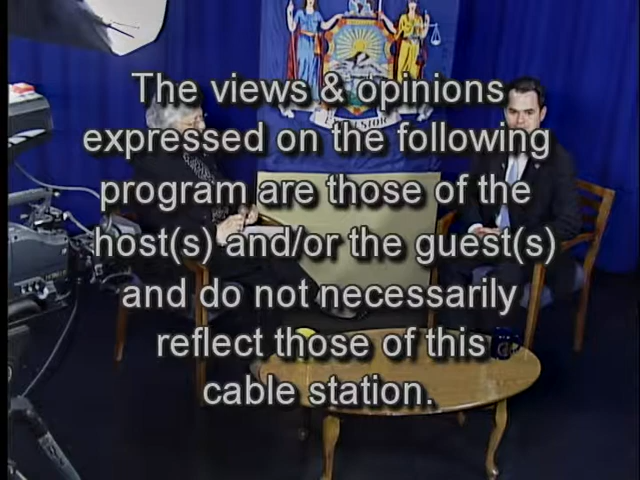 The views & opinions
expressed on the following
program are those of the
host(s) and/or the guest(s)
and do not necessarily
reflect those of this
cable station.